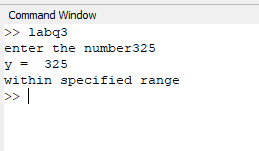 Command Window
>> labq3
enter the number325
y =  325
within specified range
>>